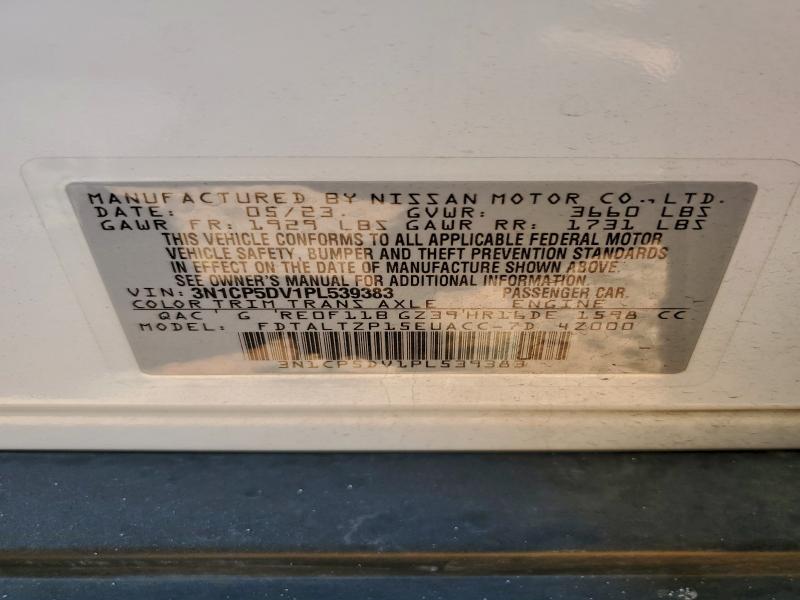 MANUFACTURED BY NISSAN MOTOR CO., LTD.
DATE: 05/23. GVWR: 3660 LBS
GAWR FR: 1929 LBS GAWR RR: 1731 LBS
THIS VEHICLE CONFORMS TO ALL APPLICABLE FEDERAL MOTOR
VEHICLE SAFETY, BUMPER AND THEFT PREVENTION STANDARDS
IN EFFECT ON THE DATE OF MANUFACTURE SHOWN ABOVE.
SEE OWNER'S MANUAL FOR ADDITIONAL INFORMATION.
VIN: 3N1CP5DV1PL539383 PASSENGER CAR.
COLOR TRIM TRANS AXLE ENGINE
QAC G RE0F11B GZ39 HR16DE 1598 CC
MODEL: FDTALTZP15EUACC-7D 4Z000
3N1CP5DV1PL539383